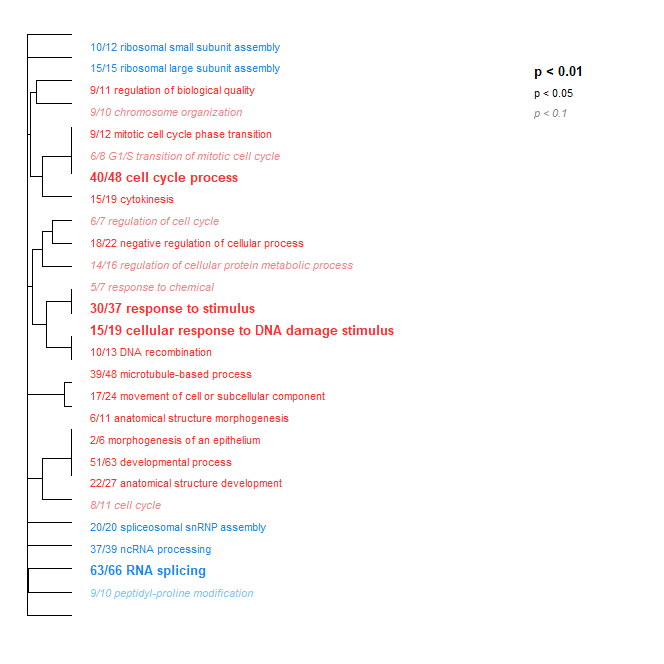 10/12 ribosomal small subunit assembly
15/15 ribosomal large subunit assembly
9/11 regulation of biological quality
9/10 chromosome organization
9/12 mitotic cell cycle phase transition
6/8 G1/S transition of mitotic cell cycle
40/48 cell cycle process
15/19 cytokinesis
6/7 regulation of cell cycle
18/22 negative regulation of cellular process
14/16 regulation of cellular protein metabolic process
5/7 response to chemical
30/37 response to stimulus
15/19 cellular response to DNA damage stimulus
10/13 DNA recombination
39/48 microtubule-based process
17/24 movement of cell or subcellular component
6/11 anatomical structure morphogenesis
2/6 morphogenesis of an epithelium
51/63 developmental process
22/27 anatomical structure development
8/11 cell cycle
20/20 spliceosomal snRNP assembly
37/39 ncRNA processing
63/66 RNA splicing
9/10 peptidyl-proline modification
p < 0.01
p < 0.05
p < 0.1